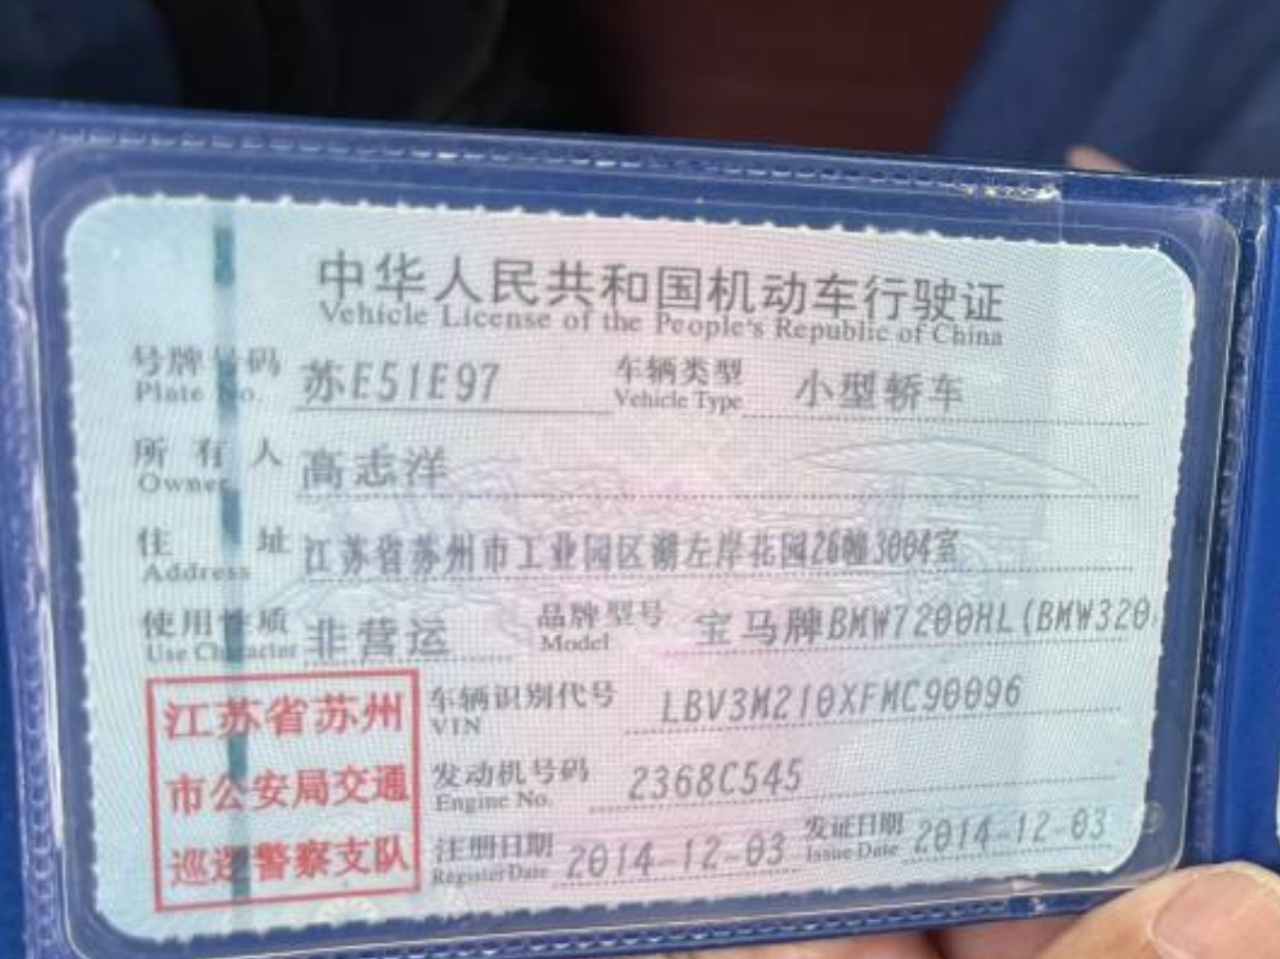 中华人民共和国机动车行驶证
Vehicle License of the People's Republic of China
号牌号码 苏E51E97 车辆类型 小型轿车
Plate No. Vehicle Type
所有人 高志洋
Owner
住址 江苏省苏州市工业园区湖左岸花园26幢3004室
Address
使用性质 非营运 品牌型号 宝马牌BMW7200HL(BMW320
Use Character Model
江苏省苏州
市公安局交通
巡逻警察支队
车辆识别代号 LBV3M210XFMC90096
VIN
发动机号码 2368C545
Engine No.
注册日期 2014-12-03 发证日期 2014-12-03
Register Date Issue Date